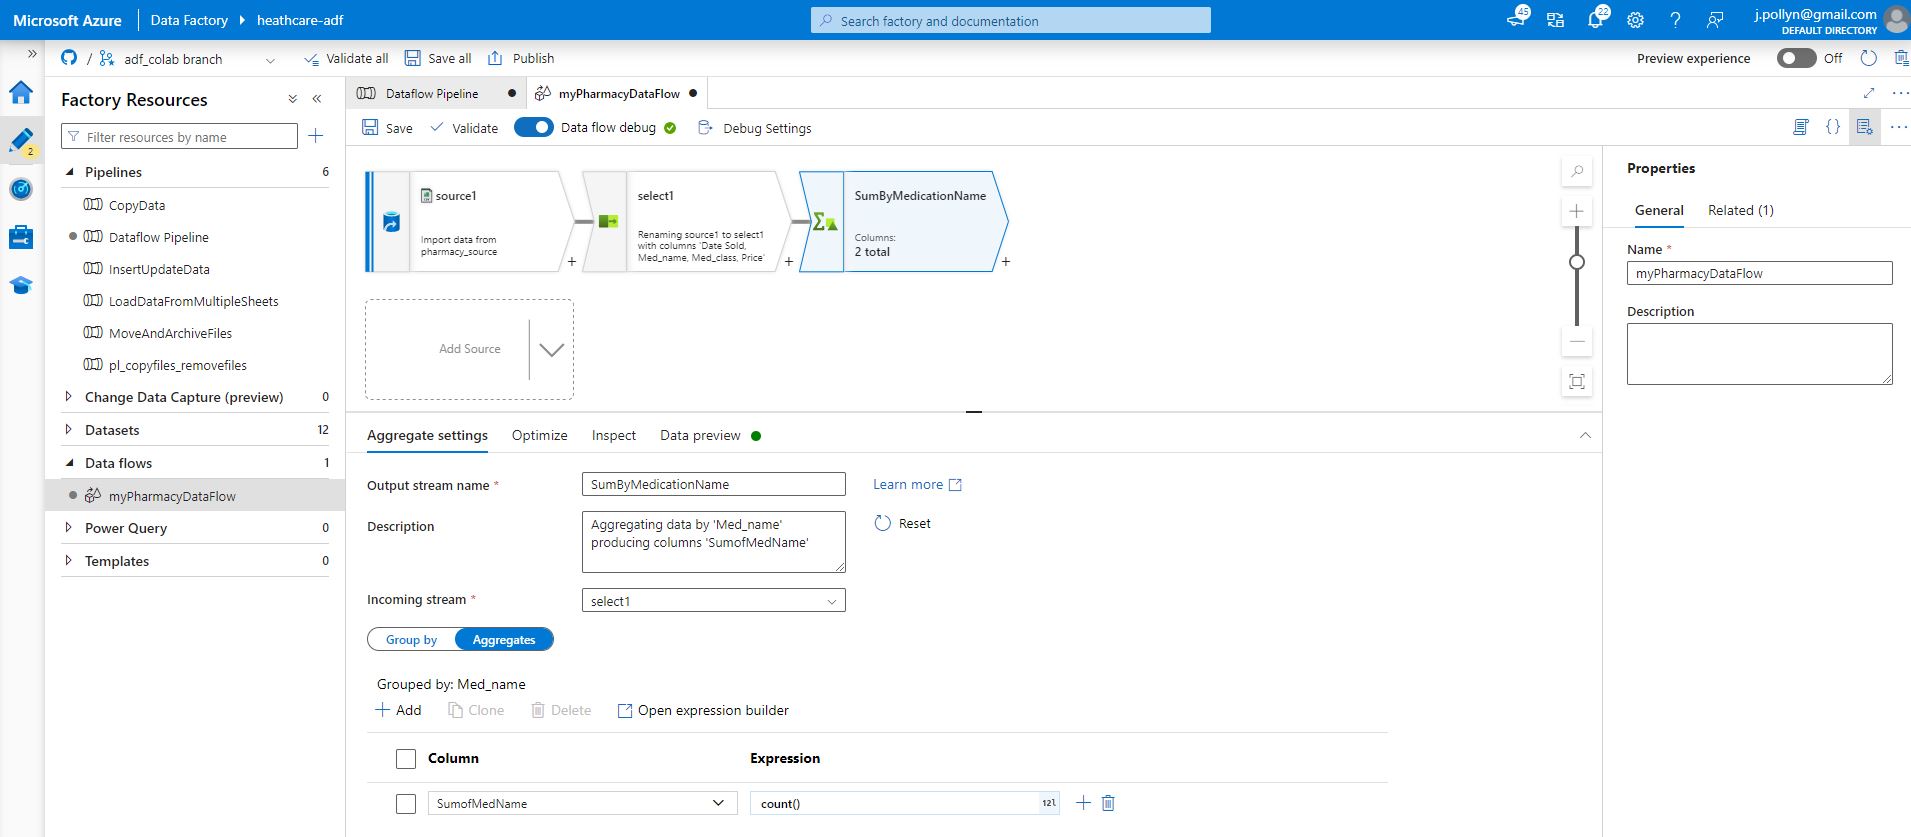 Microsoft Azure
Data Factory
heathcare-adf
Search factory and documentation
45
22
j.pollyn@gmail.com
DEFAULT DIRECTORY
/
adf_colab branch
Validate all
Save all
Publish
Preview experience
Off
Factory Resources
Filter resources by name
2
Pipelines
6
CopyData
Dataflow Pipeline
InsertUpdateData
LoadDataFromMultipleSheets
MoveAndArchiveFiles
pl_copyfiles_removefiles
Change Data Capture (preview)
0
Datasets
12
Data flows
1
myPharmacyDataFlow
Power Query
0
Templates
0
Dataflow Pipeline
myPharmacyDataFlow
Save
Validate
Data flow debug
Debug Settings
{}
source1
Import data from
pharmacy_source
+
select1
Renaming source1 to select1
with columns 'Date Sold,
Med_name, Med_class, Price'
+
SumByMedicationName
Columns:
2 total
+
Add Source
Aggregate settings
Optimize
Inspect
Data preview
Output stream name *
SumByMedicationName
Learn more
Description
Aggregating data by 'Med_name'
producing columns 'SumofMedName'
Reset
Incoming stream *
select1
Group by
Aggregates
Grouped by: Med_name
Add
Clone
Delete
Open expression builder
Column
Expression
SumofMedName
count()
12l
Properties
General
Related (1)
Name *
myPharmacyDataFlow
Description